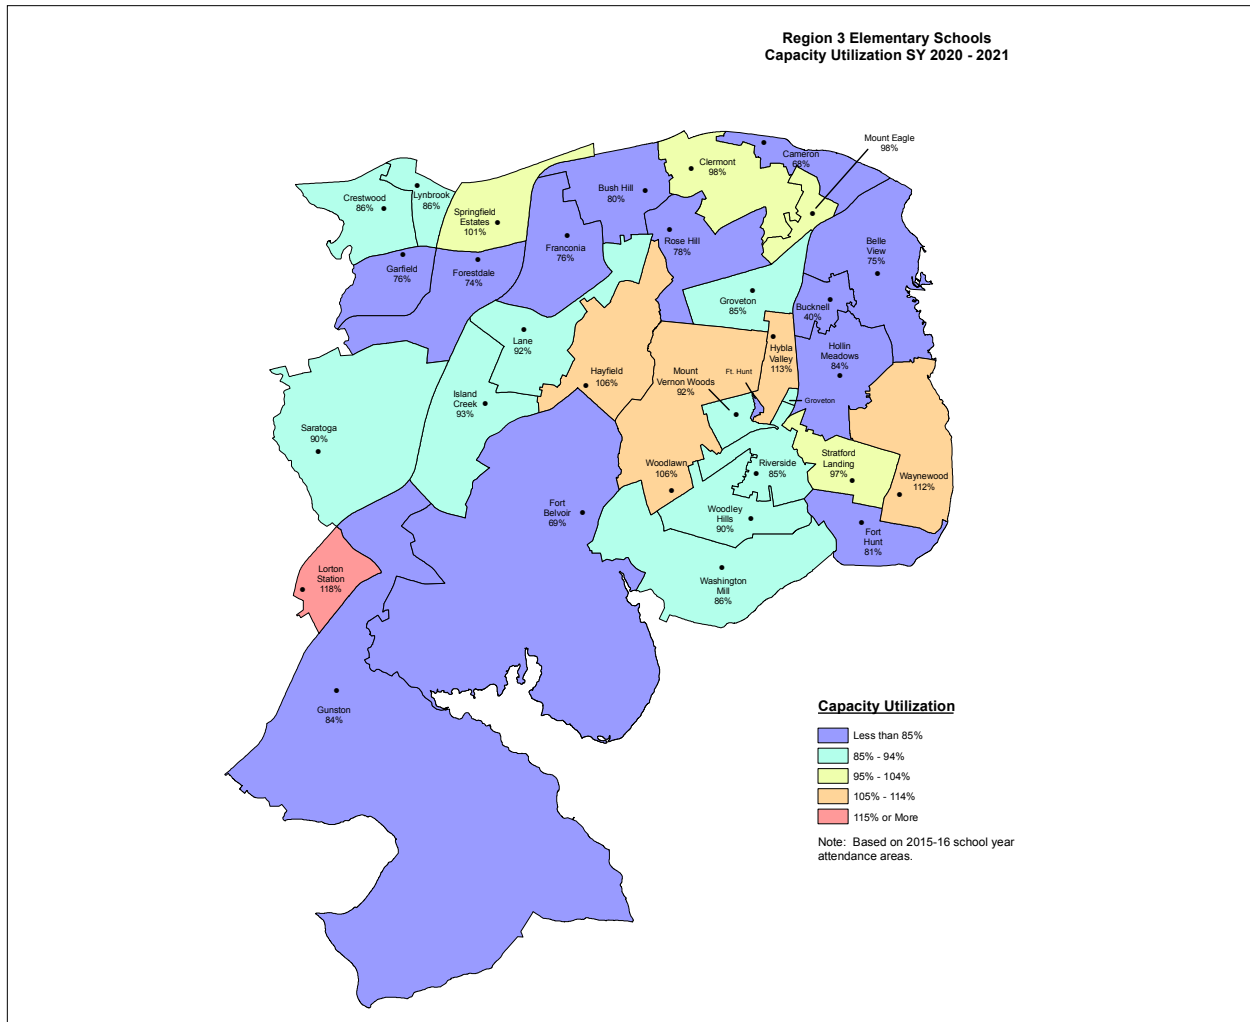 Region 3 Elementary Schools
Capacity Utilization SY 2020 - 2021
Mount Eagle
98%
Cameron
68%
Clermont
98%
Bush Hill
80%
Lynbrook
86%
Crestwood
86%
Springfield
Estates
101%
Franconia
76%
Rose Hill
78%
Belle
View
75%
Garfield
76%
Forestdale
74%
Groveton
85%
Bucknell
40%
Lane
92%
Hybla
Valley
113%
Hollin
Meadows
84%
Hayfield
106%
Mount
Vernon Woods
92%
Ft. Hunt
Groveton
Island
Creek
93%
Saratoga
90%
Stratford
Landing
97%
Woodlawn
106%
Riverside
85%
Waynewood
112%
Fort
Belvoir
69%
Woodley
Hills
90%
Fort
Hunt
81%
Lorton
Station
118%
Washington
Mill
86%
Gunston
84%
Capacity Utilization
Less than 85%
85% - 94%
95% - 104%
105% - 114%
115% or More
Note: Based on 2015-16 school year
attendance areas.